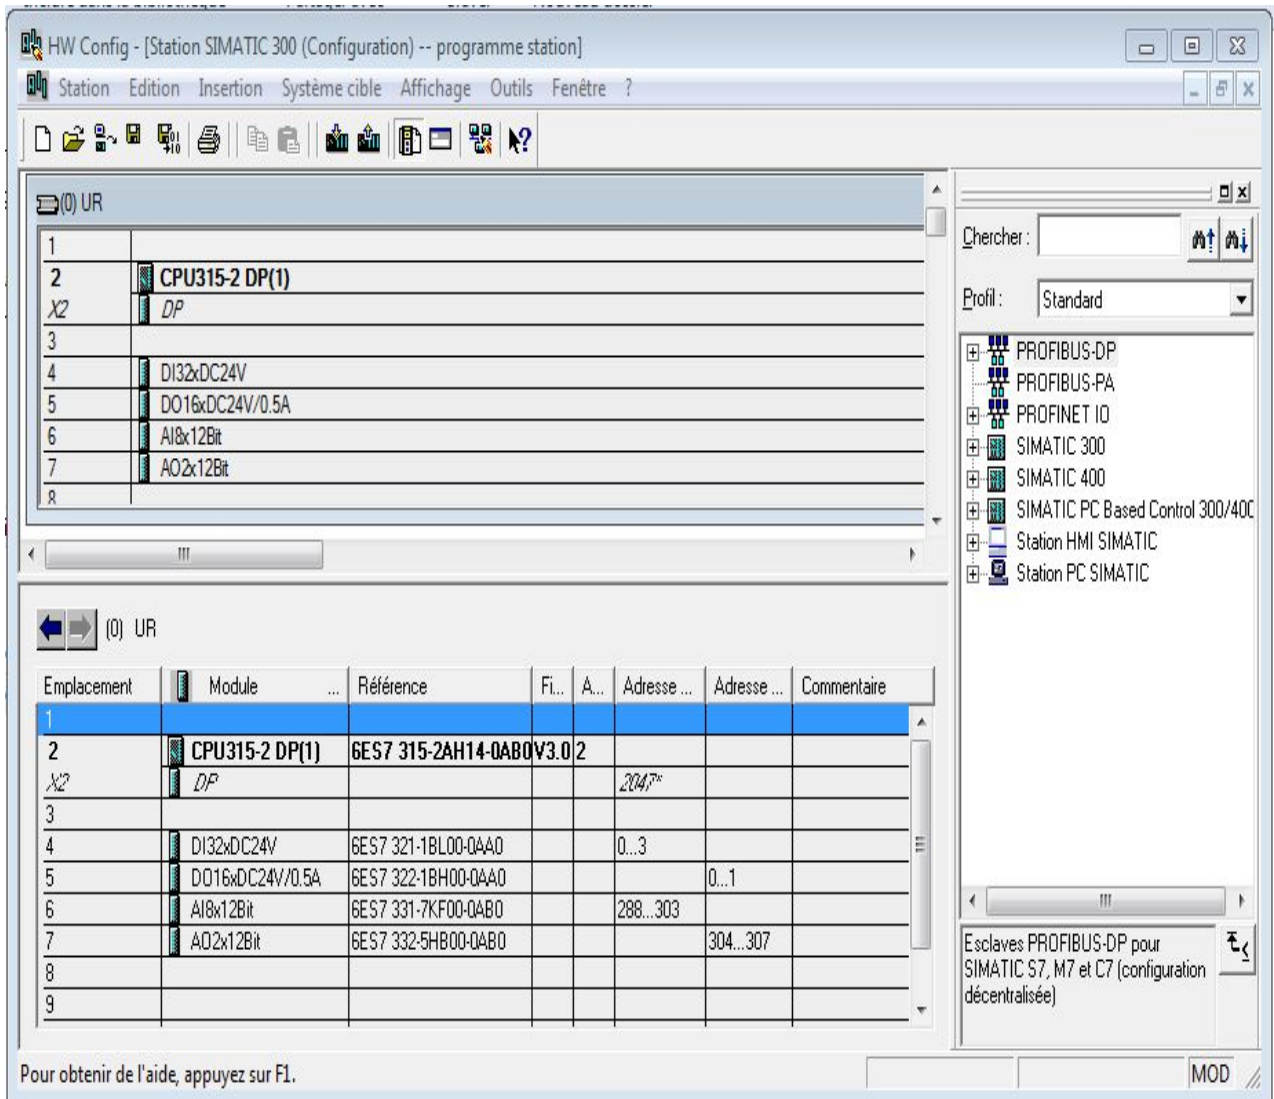 HW Config - [Station SIMATIC 300 (Configuration) -- programme station]
Station Edition Insertion Système cible Affichage Outils Fenêtre ?
(0) UR
1
2 CPU315-2 DP(1)
X2 DP
3
4 DI32xDC24V
5 DO16xDC24V/0.5A
6 AI8x12Bit
7 AO2x12Bit
8
Chercher :
Profil : Standard
PROFIBUS-DP
PROFIBUS-PA
PROFINET IO
SIMATIC 300
SIMATIC 400
SIMATIC PC Based Control 300/400
Station HMI SIMATIC
Station PC SIMATIC
(0) UR
Emplacement Module ... Référence Fi... A... Adresse ... Adresse ... Commentaire
1
2 CPU315-2 DP(1) 6ES7 315-2AH14-0AB0 V3.0 2
X2 DP 2047*
3
4 DI32xDC24V 6ES7 321-1BL00-0AA0 0...3
5 DO16xDC24V/0.5A 6ES7 322-1BH00-0AA0 0...1
6 AI8x12Bit 6ES7 331-7KF00-0AB0 288...303
7 AO2x12Bit 6ES7 332-5HB00-0AB0 304...307
8
9
Esclaves PROFIBUS-DP pour
SIMATIC S7, M7 et C7 (configuration
décentralisée)
Pour obtenir de l'aide, appuyez sur F1.
MOD